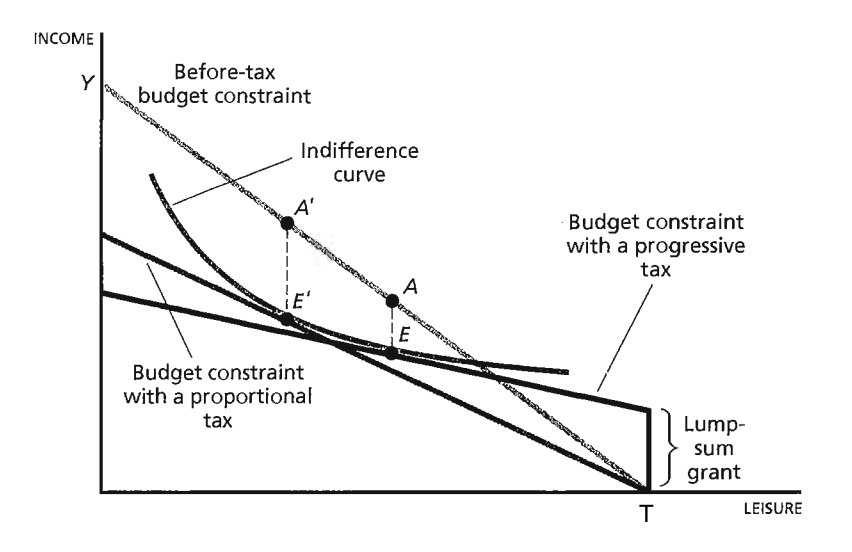 INCOME
Y
Before-tax
budget constraint
Indifference
curve
A'
Budget constraint
with a progressive
tax
A
E'
E
Budget constraint
with a proportional
tax
Lump-
sum
grant
T
LEISURE